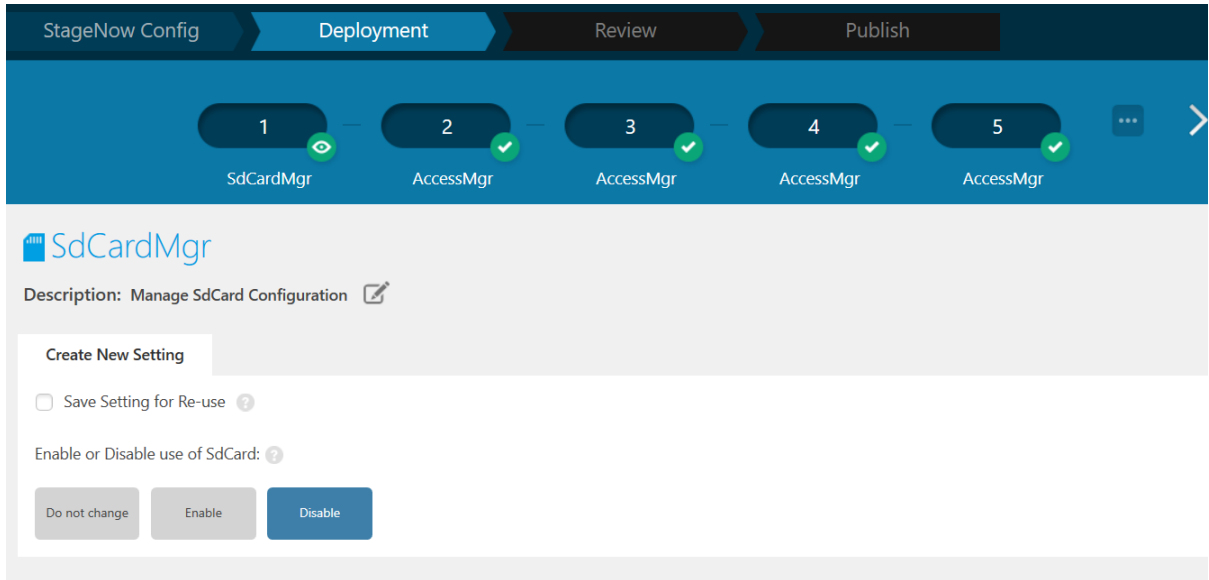 StageNow Config Deployment Review Publish
1 2 3 4 5 ...
SdCardMgr AccessMgr AccessMgr AccessMgr AccessMgr
SdCardMgr
Description: Manage SdCard Configuration
Create New Setting
Save Setting for Re-use ?
Enable or Disable use of SdCard: ?
Do not change Enable Disable